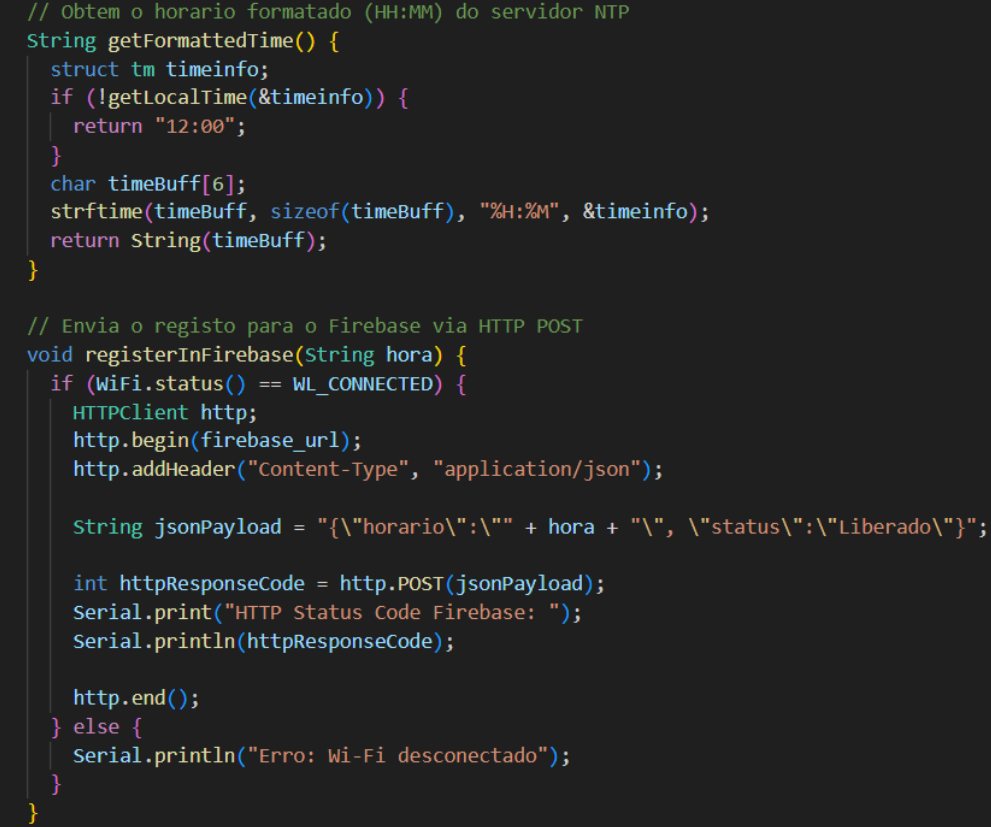 // Obtem o horario formatado (HH:MM) do servidor NTP
String getFormattedTime() {
  struct tm timeinfo;
  if (!getLocalTime(&timeinfo)) {
    return "12:00";
  }
  char timeBuff[6];
  strftime(timeBuff, sizeof(timeBuff), "%H:%M", &timeinfo);
  return String(timeBuff);
}

// Envia o registo para o Firebase via HTTP POST
void registerInFirebase(String hora) {
  if (WiFi.status() == WL_CONNECTED) {
    HTTPClient http;
    http.begin(firebase_url);
    http.addHeader("Content-Type", "application/json");

    String jsonPayload = "{\"horario\":\"" + hora + "\", \"status\":\"Liberado\"}";

    int httpResponseCode = http.POST(jsonPayload);
    Serial.print("HTTP Status Code Firebase: ");
    Serial.println(httpResponseCode);

    http.end();
  } else {
    Serial.println("Erro: Wi-Fi desconectado");
  }
}